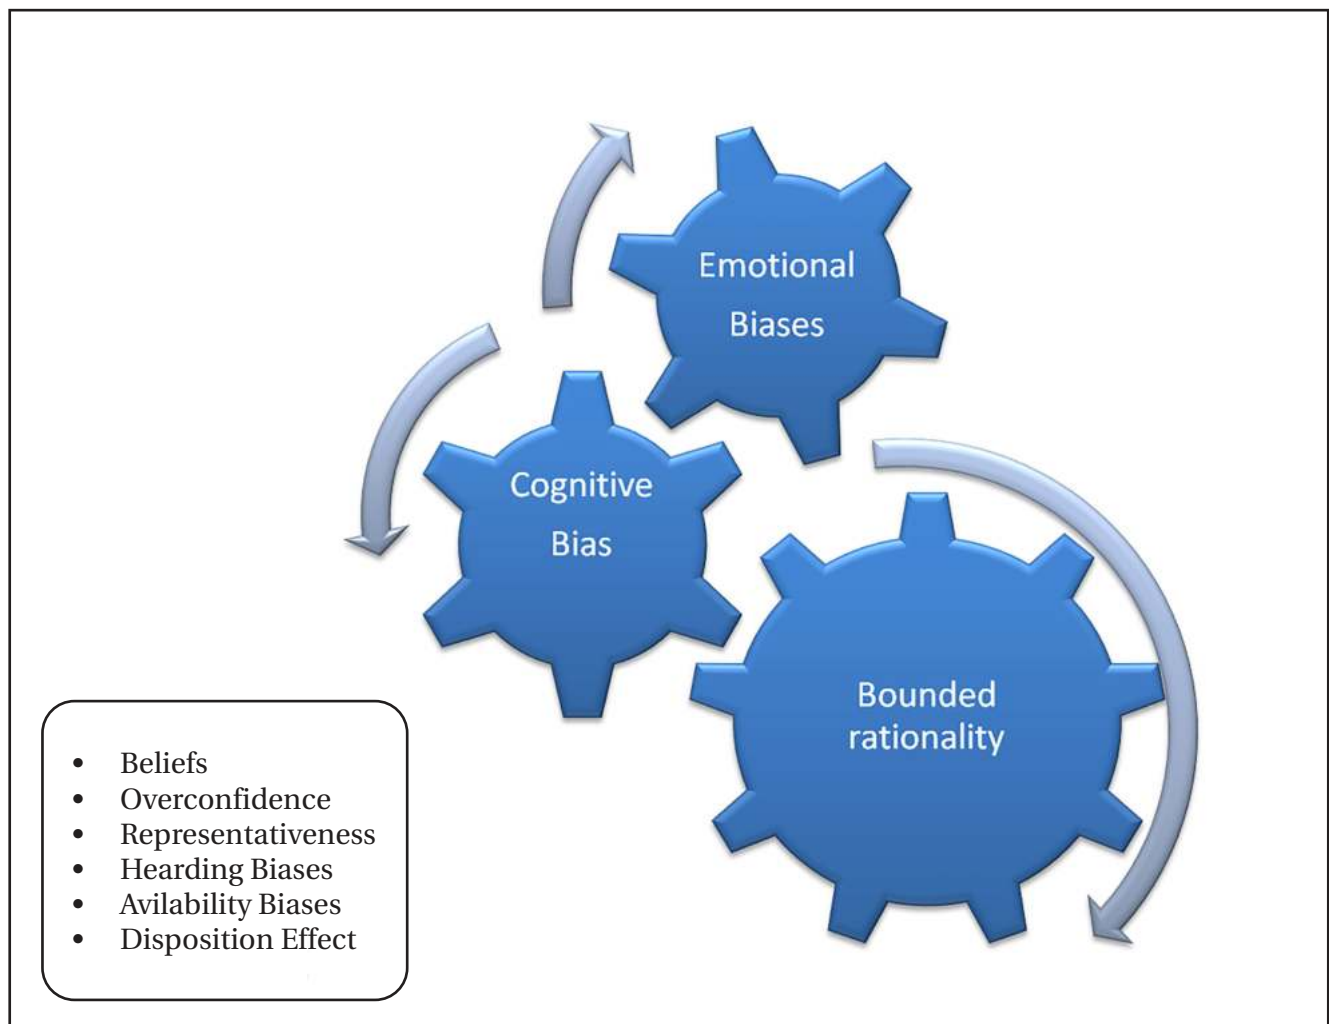 Emotional
Biases
Cognitive
Bias
Bounded
rationality
• Beliefs
• Overconfidence
• Representativeness
• Hearding Biases
• Avilability Biases
• Disposition Effect